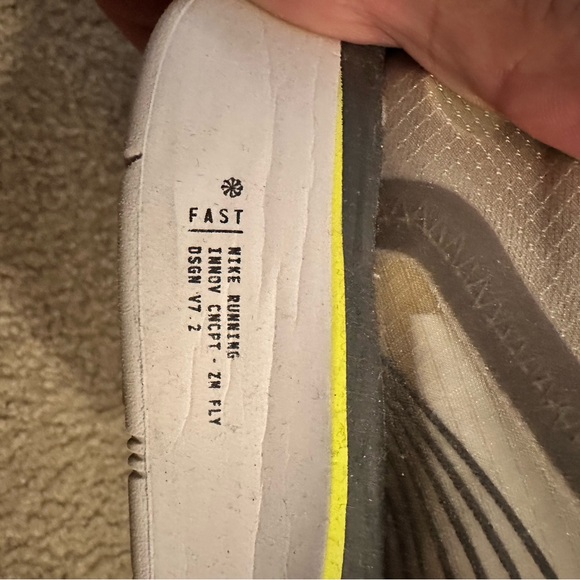 FAST
NIKE RUNNING
INNOV CNCPT - ZM FLY
DSGN V7.2